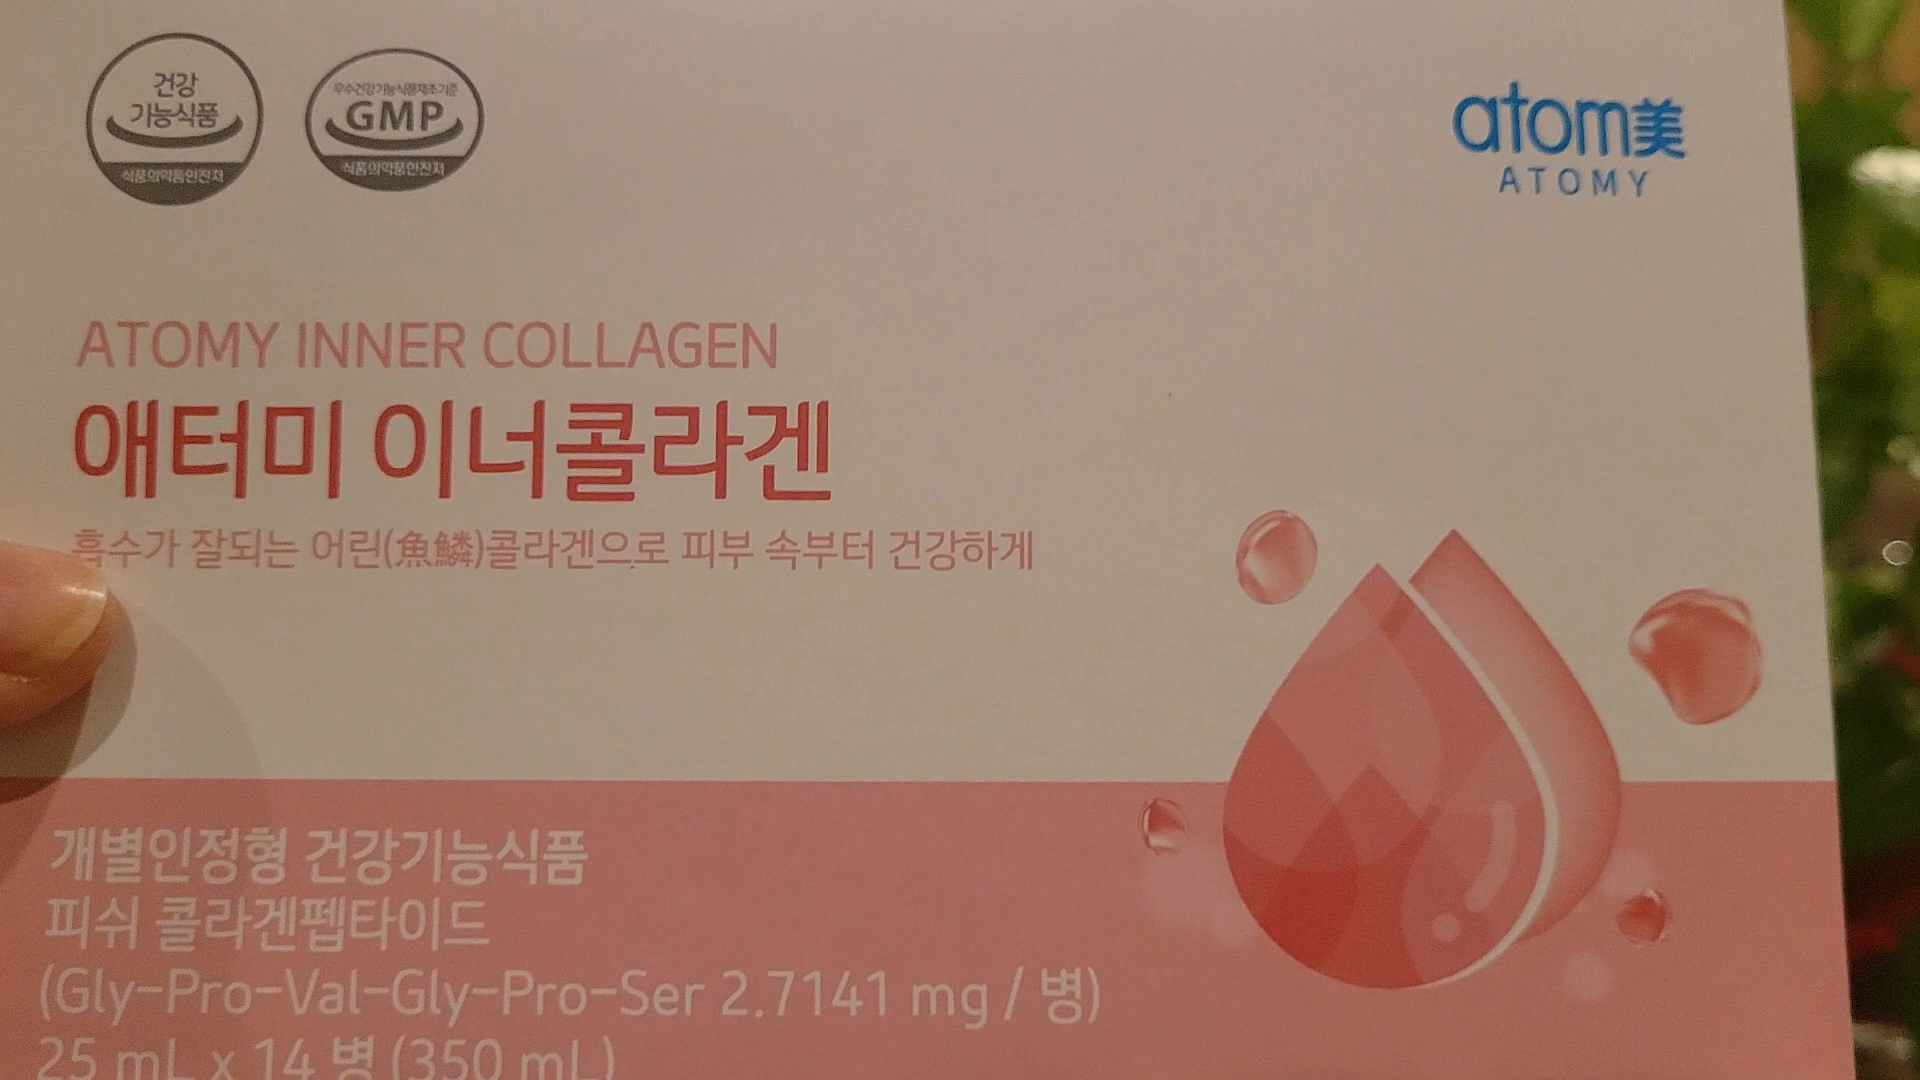 건강
기능식품
식품의약품안전처
우수건강기능식품제조기준
GMP
식품의약품안전처
atom美
ATOMY
ATOMY INNER COLLAGEN
애터미 이너콜라겐
흡수가 잘되는 어린(魚鱗)콜라겐으로 피부 속부터 건강하게
개별인정형 건강기능식품
피쉬 콜라겐펩타이드
(Gly-Pro-Val-Gly-Pro-Ser 2.7141 mg / 병)
25 mL x 14 병 (350 mL)